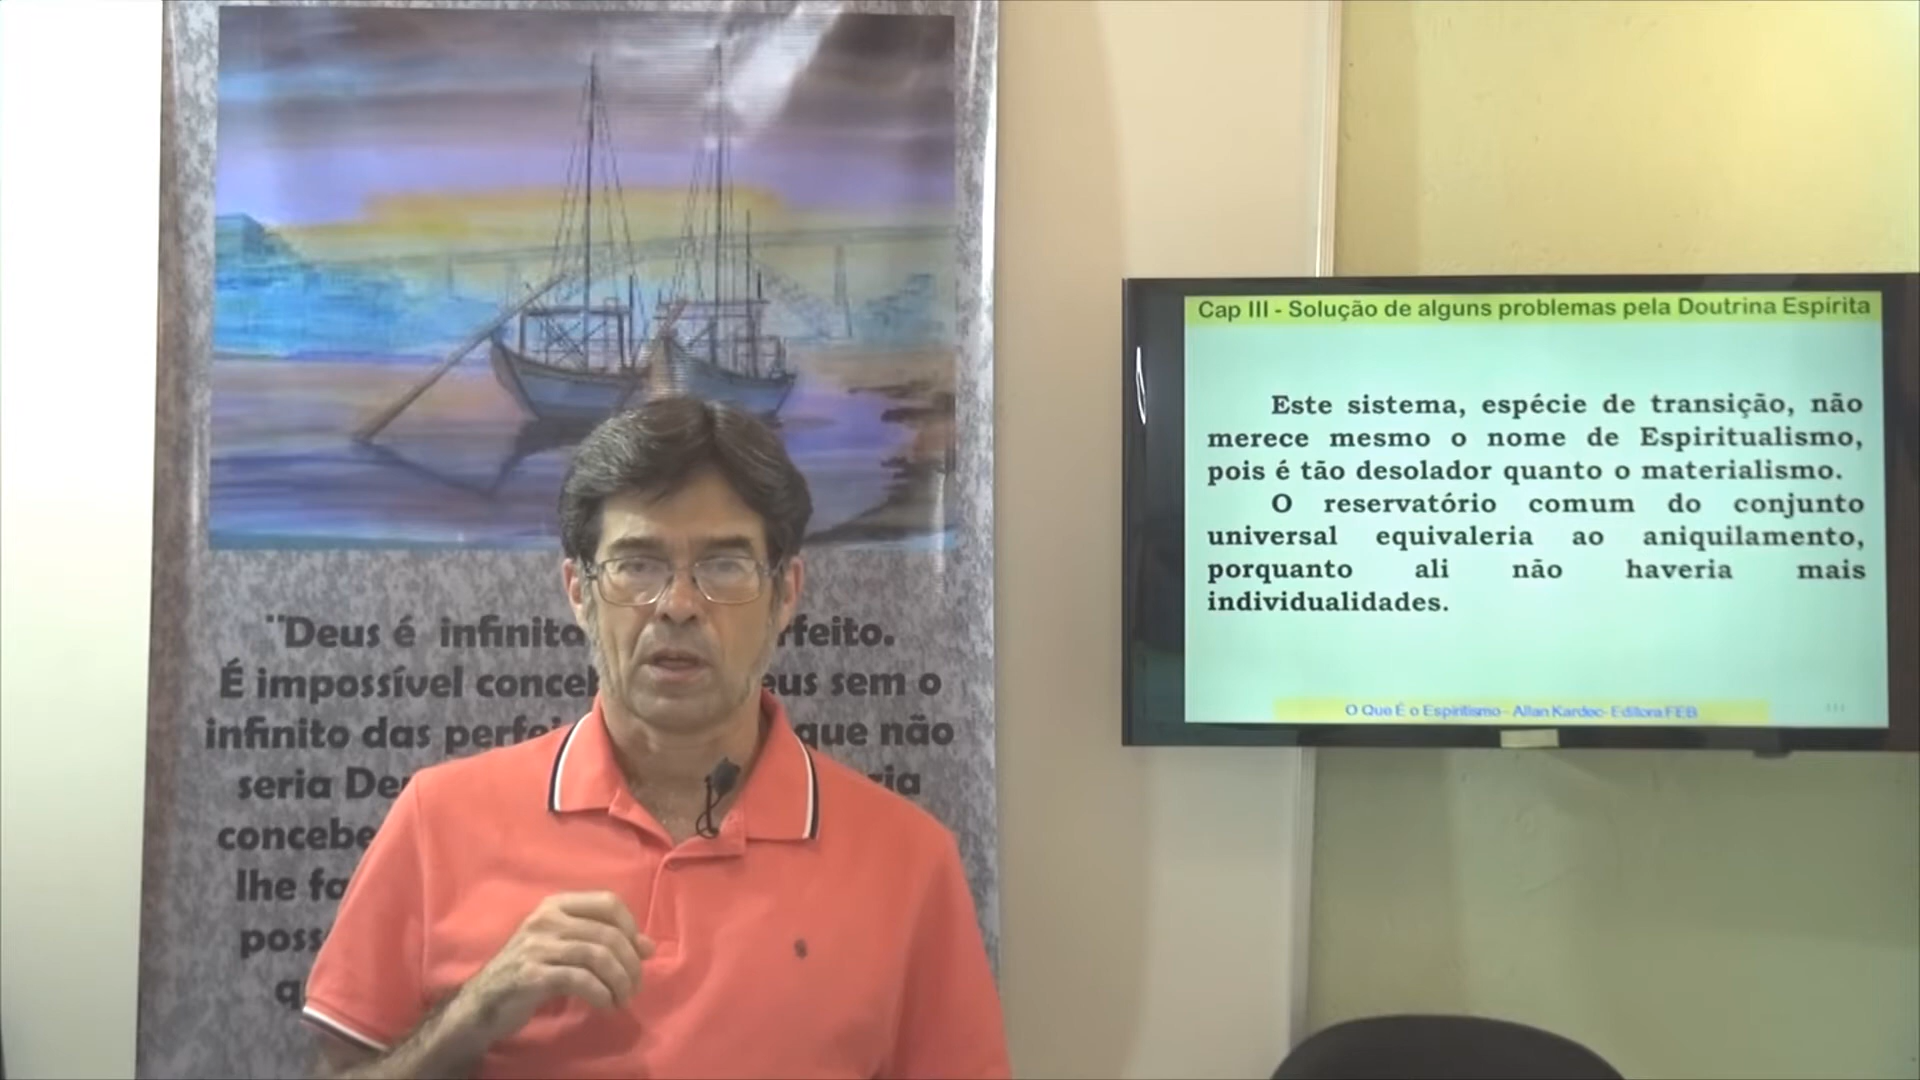 ¨Deus é infinita
rfeito.
É impossível conce
eus sem o
infinito das perfe
que não
seria De
ia
concebe
lhe fa
poss
q
Cap III - Solução de alguns problemas pela Doutrina Espírita
Este sistema, espécie de transição, não
merece mesmo o nome de Espiritualismo,
pois é tão desolador quanto o materialismo.
O reservatório comum do conjunto
universal equivaleria ao aniquilamento,
porquanto ali não haveria mais
individualidades.
O Que É o Espiritismo- Allan Kardec- Editora FEB